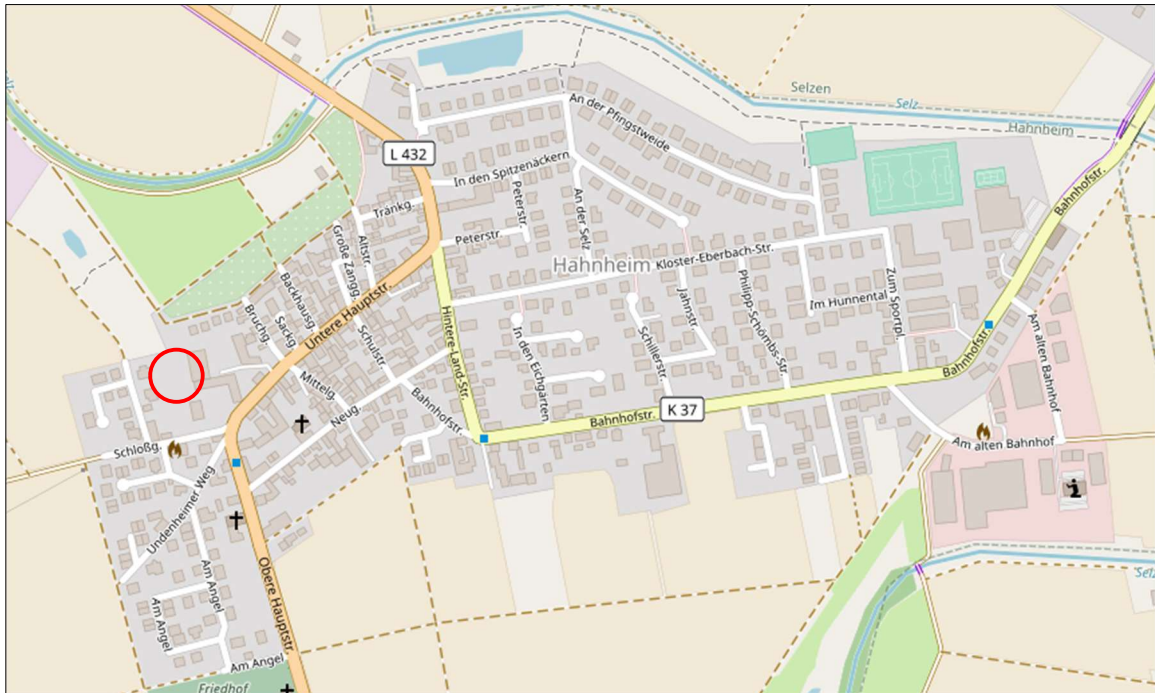 Selzen
Selz
Hahnheim
An der Pfingstweide
L 432
In den Spitzenäckern
Peterstr.
An der Selz
Tränkg.
Altstr.
Große Zangg.
Peterstr.
Bahnhofstr.
Hahnheim
Kloster-Eberbach-Str.
Zum Sportpl.
Backhausg.
Sackg.
Bruchg.
Untere Hauptstr.
Schulstr.
Hintere-Land-Str.
In den Eichgärten
Schillerstr.
Jahnstr.
Philipp-Schömbs-Str.
Im Hunnental
Am alten Bahnhof
Bahnhofstr.
Mittelg.
Neug.
Bahnhofstr.
Bahnhofstr.
K 37
Schloßg.
Am alten Bahnhof
Undenheimer Weg
Am Angel
Am Angel
Obere Hauptstr.
Am Angel
Friedhof
Selz